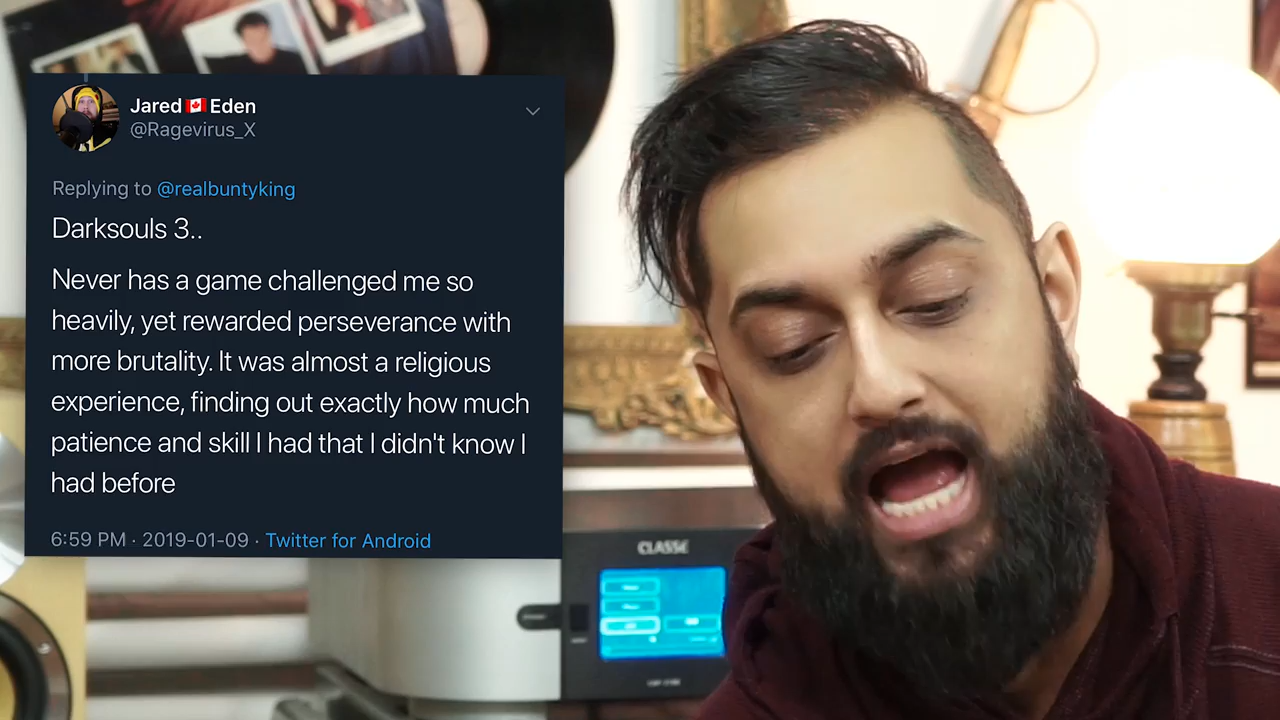 Jared 🇨🇦 Eden
@Ragevirus_X
Replying to @realbuntyking
Darksouls 3..
Never has a game challenged me so
heavily, yet rewarded perseverance with
more brutality. It was almost a religious
experience, finding out exactly how much
patience and skill I had that I didn't know I
had before
6:59 PM · 2019-01-09 · Twitter for Android
CLASSÉ